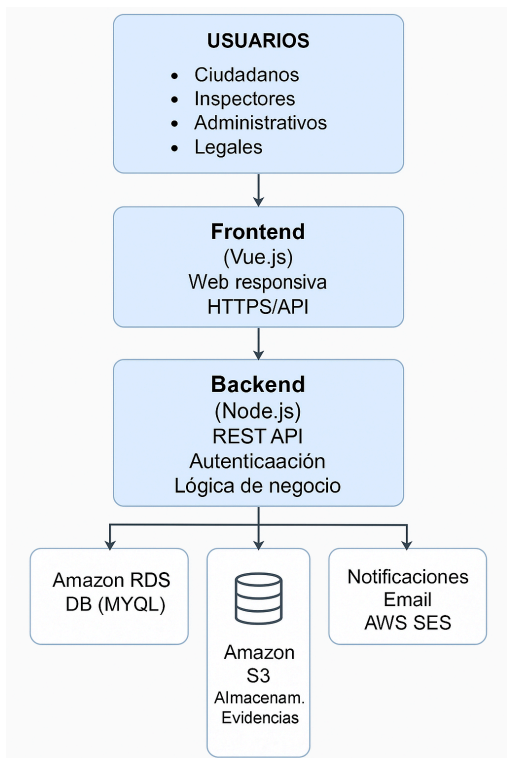 USUARIOS
• Ciudadanos
• Inspectores
• Administrativos
• Legales
Frontend
(Vue.js)
Web responsiva
HTTPS/API
Backend
(Node.js)
REST API
Autenticaación
Lógica de negocio
Amazon RDS
DB (MYQL)
Amazon
S3
Almacenam.
Evidencias
Notificaciones
Email
AWS SES